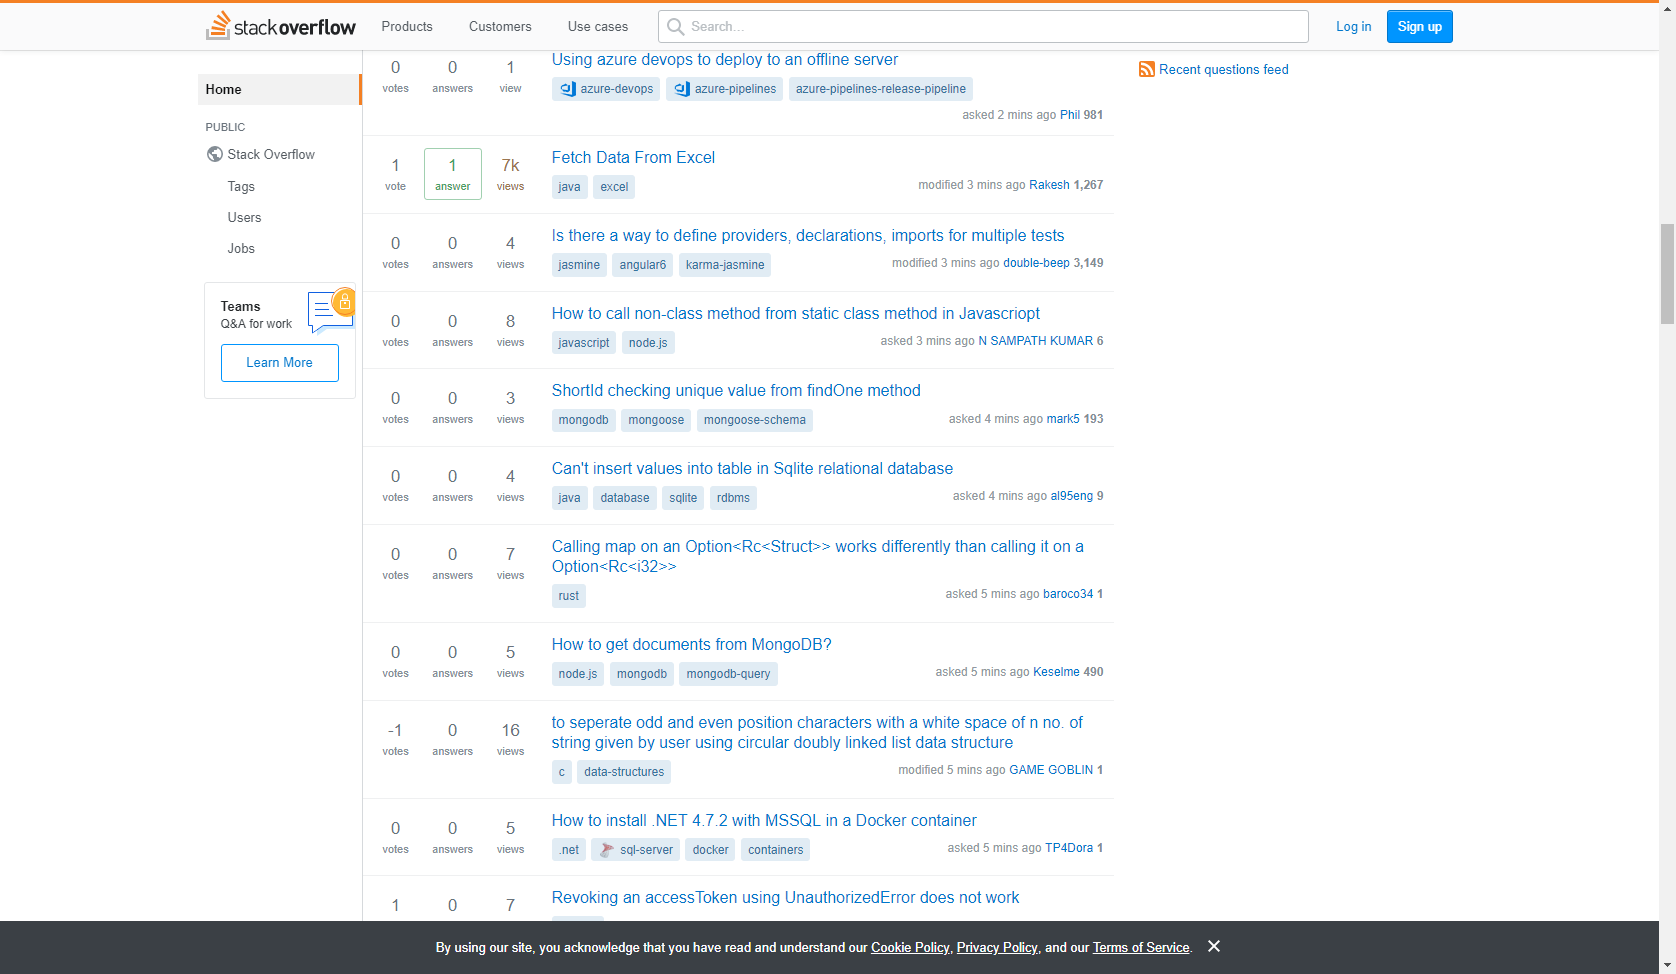 stackoverflow Products Customers Use cases Search... Log in Sign up
Home
PUBLIC
Stack Overflow
Tags
Users
Jobs
Teams
Q&A for work
Learn More
0 votes 0 answers 1 view
Using azure devops to deploy to an offline server
azure-devops azure-pipelines azure-pipelines-release-pipeline
asked 2 mins ago Phil 981
1 vote 1 answer 7k views
Fetch Data From Excel
java excel
modified 3 mins ago Rakesh 1,267
0 votes 0 answers 4 views
Is there a way to define providers, declarations, imports for multiple tests
jasmine angular6 karma-jasmine
modified 3 mins ago double-beep 3,149
0 votes 0 answers 8 views
How to call non-class method from static class method in Javascriopt
javascript node.js
asked 3 mins ago N SAMPATH KUMAR 6
0 votes 0 answers 3 views
ShortId checking unique value from findOne method
mongodb mongoose mongoose-schema
asked 4 mins ago mark5 193
0 votes 0 answers 4 views
Can't insert values into table in Sqlite relational database
java database sqlite rdbms
asked 4 mins ago al95eng 9
0 votes 0 answers 7 views
Calling map on an Option<Rc<Struct>> works differently than calling it on a
Option<Rc<i32>>
rust
asked 5 mins ago baroco34 1
0 votes 0 answers 5 views
How to get documents from MongoDB?
node.js mongodb mongodb-query
asked 5 mins ago Keselme 490
-1 votes 0 answers 16 views
to seperate odd and even position characters with a white space of n no. of
string given by user using circular doubly linked list data structure
c data-structures
modified 5 mins ago GAME GOBLIN 1
0 votes 0 answers 5 views
How to install .NET 4.7.2 with MSSQL in a Docker container
.net sql-server docker containers
asked 5 mins ago TP4Dora 1
1 0 7
Revoking an accessToken using UnauthorizedError does not work
Recent questions feed
By using our site, you acknowledge that you have read and understand our Cookie Policy, Privacy Policy, and our Terms of Service.